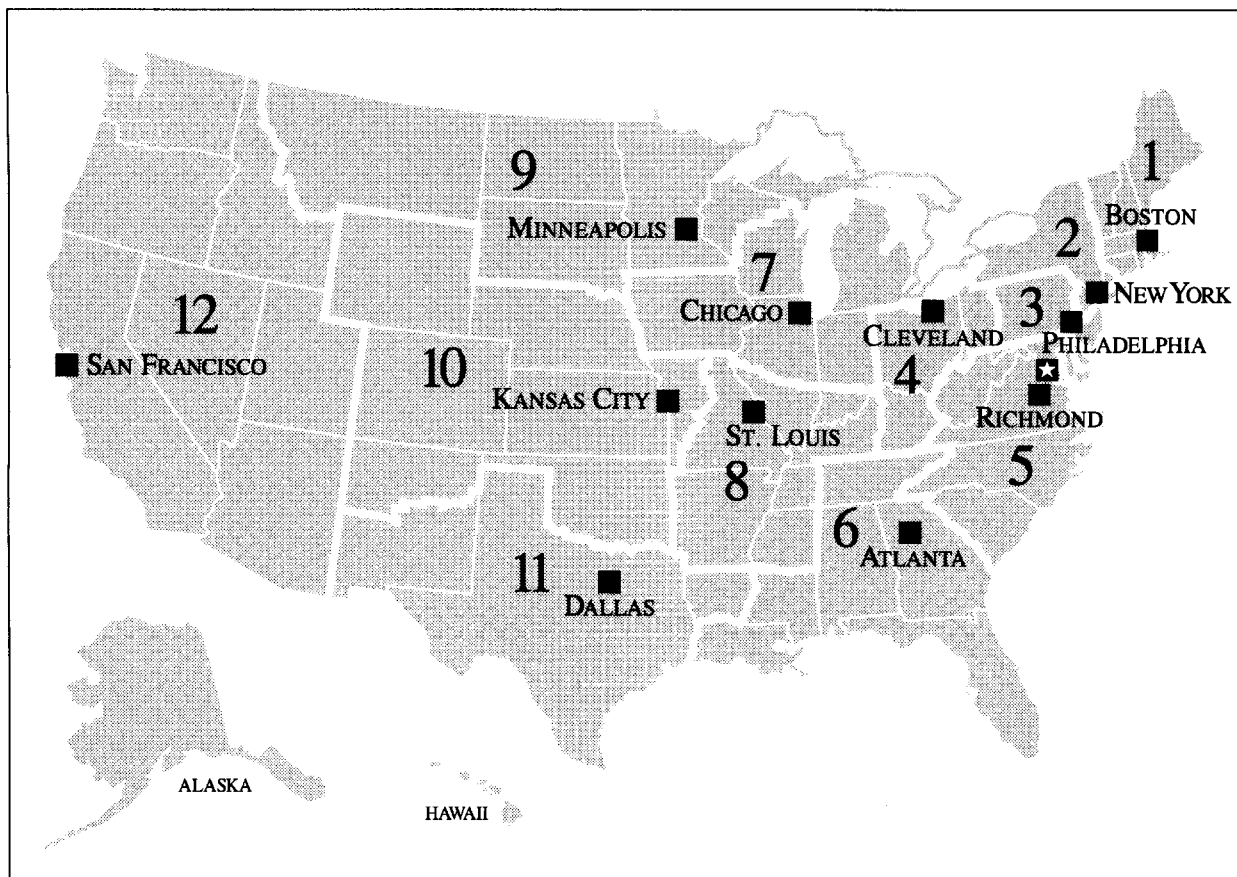 1
BOSTON
2
NEW YORK
3
PHILADELPHIA
9
MINNEAPOLIS
7
CHICAGO
CLEVELAND
4
12
SAN FRANCISCO
10
KANSAS CITY
ST. LOUIS
8
RICHMOND
5
6
ATLANTA
11
DALLAS
ALASKA
HAWAII